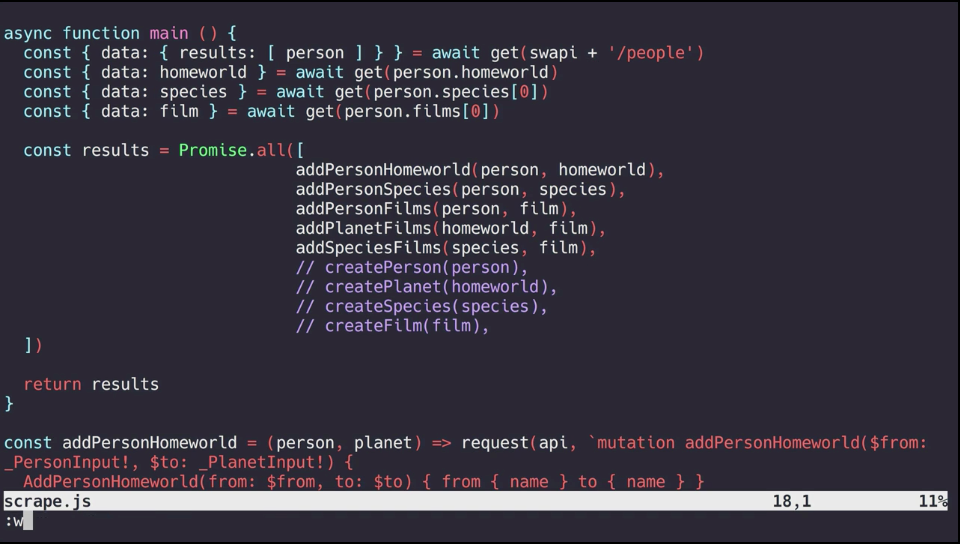 async function main () {
  const { data: { results: [ person ] } } = await get(swapi + '/people')
  const { data: homeworld } = await get(person.homeworld)
  const { data: species } = await get(person.species[0])
  const { data: film } = await get(person.films[0])

  const results = Promise.all([
                              addPersonHomeworld(person, homeworld),
                              addPersonSpecies(person, species),
                              addPersonFilms(person, film),
                              addPlanetFilms(homeworld, film),
                              addSpeciesFilms(species, film),
                              // createPerson(person),
                              // createPlanet(homeworld),
                              // createSpecies(species),
                              // createFilm(film),
  ])

  return results
}

const addPersonHomeworld = (person, planet) => request(api, `mutation addPersonHomeworld($from:
_PersonInput!, $to: _PlanetInput!) {
  AddPersonHomeworld(from: $from, to: $to) { from { name } to { name } }
scrape.js 18,1 11%
:w